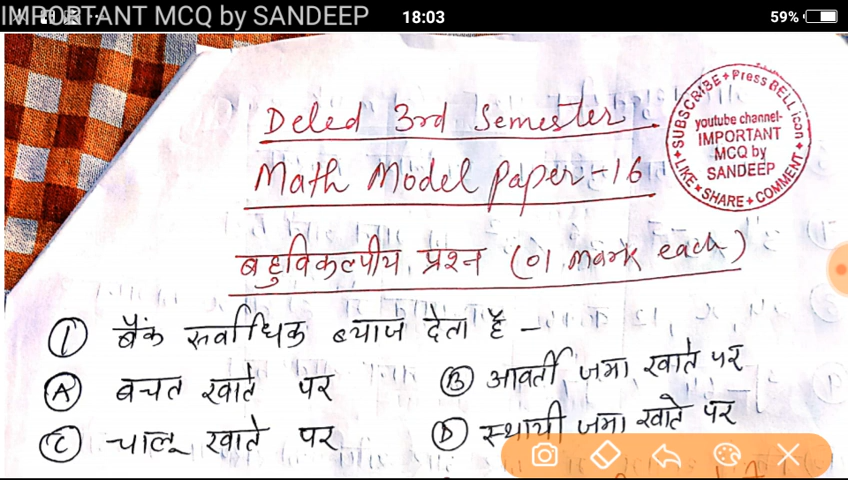 IMPORTANT MCQ by SANDEEP
18:03
59%
SUBSCRIBE + Press BELL icon
youtube channel-
IMPORTANT
MCQ by
SANDEEP
LIKE + SHARE + COMMENT
Deled 3rd Semester
Math Model Paper-16
बहुविकल्पीय प्रश्न (01 mark each)
① बैंक सर्वाधिक ब्याज देता है -
Ⓐ बचत खाते पर Ⓑ आवर्ती जमा खाते पर
Ⓒ चालू खाते पर Ⓓ स्थायी जमा खाते पर